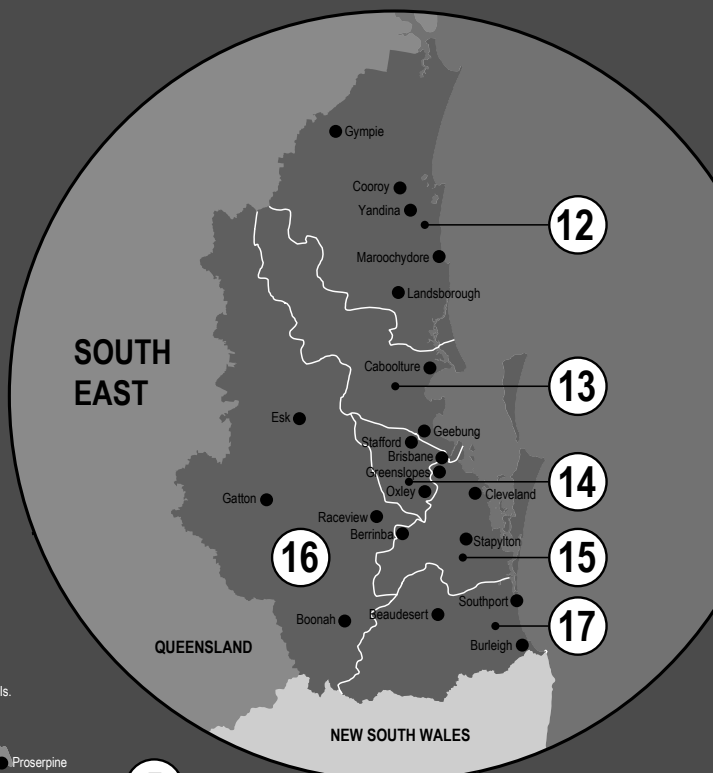 Gympie
Cooroy
Yandina
12
Maroochydore
Landsborough
SOUTH
EAST
Caboolture
13
Esk
Geebung
Stafford
Brisbane
Greenslopes
14
Oxley
Cleveland
Gatton
Raceview
Berrinba
Stapylton
16
15
Southport
Beaudesert
17
Boonah
Burleigh
QUEENSLAND
ls.
NEW SOUTH WALES
Proserpine